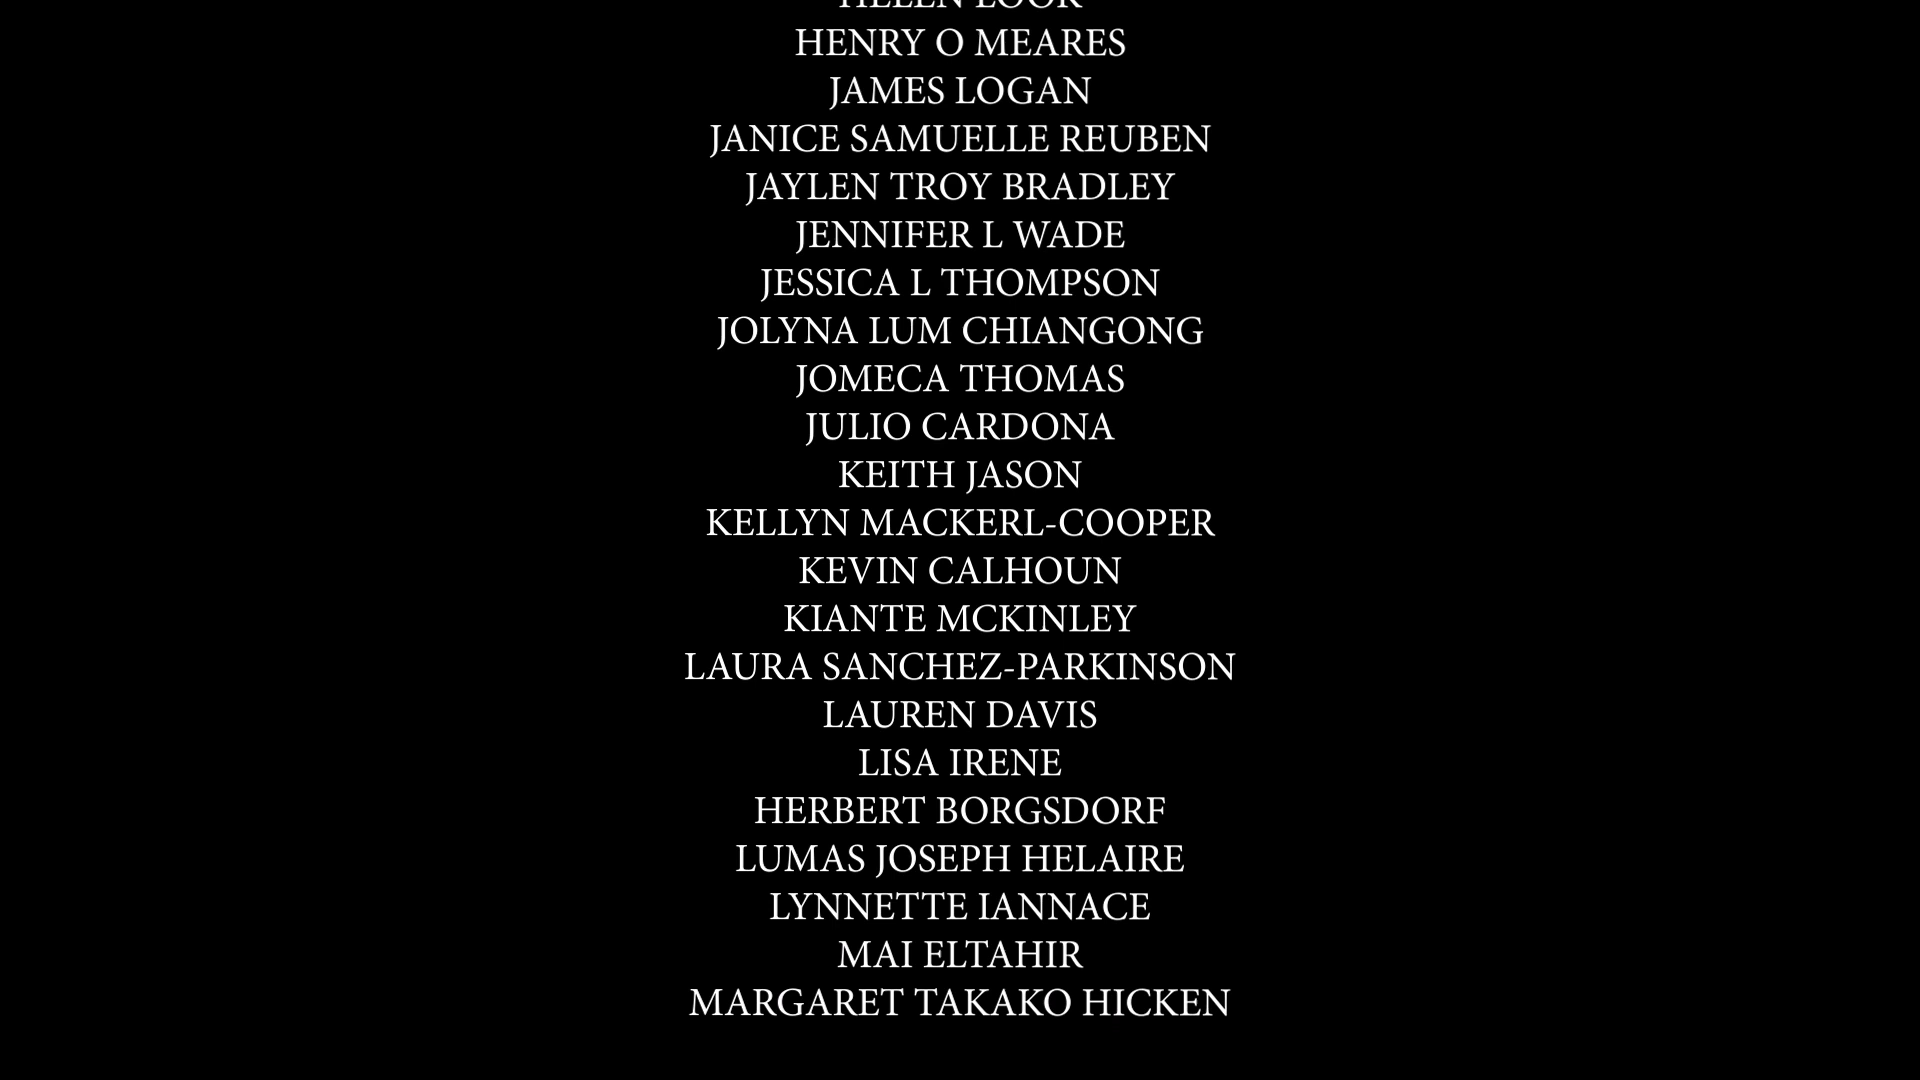 HELEN LOOK
HENRY O MEARES
JAMES LOGAN
JANICE SAMUELLE REUBEN
JAYLEN TROY BRADLEY
JENNIFER L WADE
JESSICA L THOMPSON
JOLYNA LUM CHIANGONG
JOMECA THOMAS
JULIO CARDONA
KEITH JASON
KELLYN MACKERL-COOPER
KEVIN CALHOUN
KIANTE MCKINLEY
LAURA SANCHEZ-PARKINSON
LAUREN DAVIS
LISA IRENE
HERBERT BORGSDORF
LUMAS JOSEPH HELAIRE
LYNNETTE IANNACE
MAI ELTAHIR
MARGARET TAKAKO HICKEN